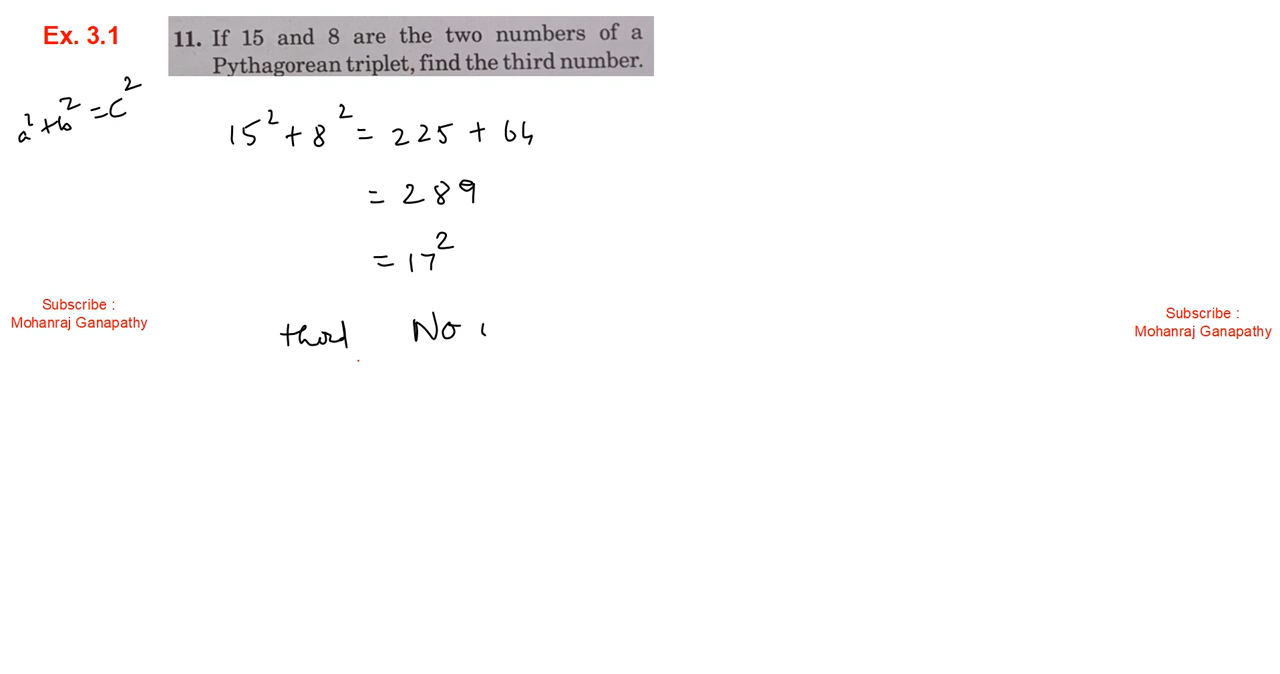 Ex. 3.1
11. If 15 and 8 are the two numbers of a
Pythagorean triplet, find the third number.
a² + b² = c²
15² + 8² = 225 + 64
= 289
= 17²
Subscribe :
Mohanraj Ganapathy
third No
Subscribe :
Mohanraj Ganapathy